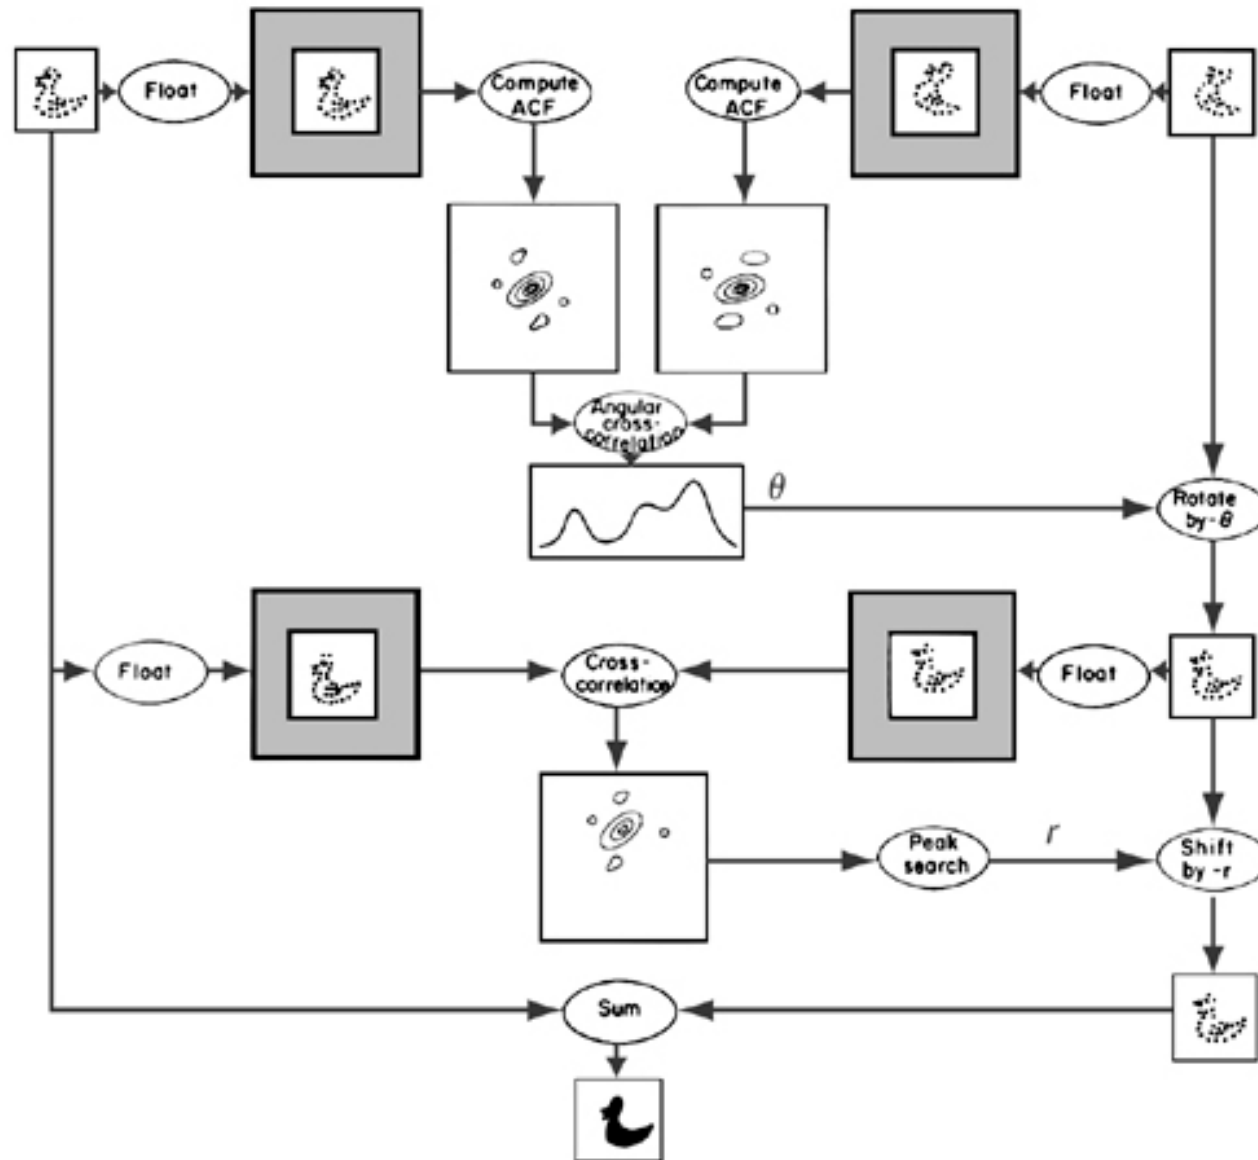 Float
Compute
ACF
Compute
ACF
Float
Angular
cross-
correlation
θ
Rotate
by-θ
Float
Cross-
correlation
Float
Peak
search
r
Shift
by -r
Sum